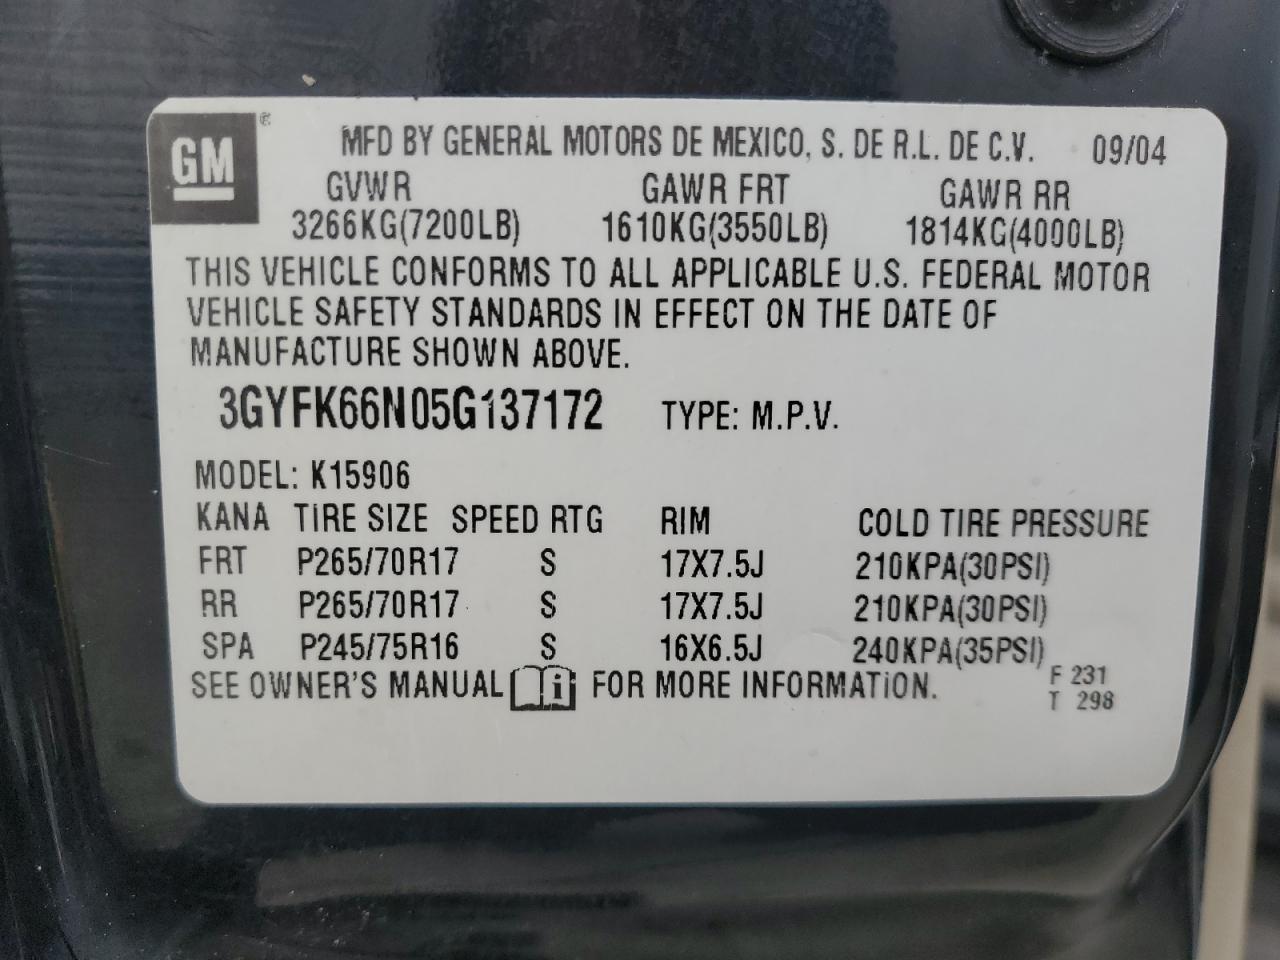 GM ®
MFD BY GENERAL MOTORS DE MEXICO, S. DE R.L. DE C.V. 09/04
GVWR GAWR FRT GAWR RR
3266KG(7200LB) 1610KG(3550LB) 1814KG(4000LB)
THIS VEHICLE CONFORMS TO ALL APPLICABLE U.S. FEDERAL MOTOR
VEHICLE SAFETY STANDARDS IN EFFECT ON THE DATE OF
MANUFACTURE SHOWN ABOVE.
3GYFK66N05G137172 TYPE: M.P.V.
MODEL: K15906
KANA TIRE SIZE SPEED RTG RIM COLD TIRE PRESSURE
FRT P265/70R17 S 17X7.5J 210KPA(30PSI)
RR P265/70R17 S 17X7.5J 210KPA(30PSI)
SPA P245/75R16 S 16X6.5J 240KPA(35PSI)
SEE OWNER'S MANUAL i FOR MORE INFORMATION.
F 231
T 298